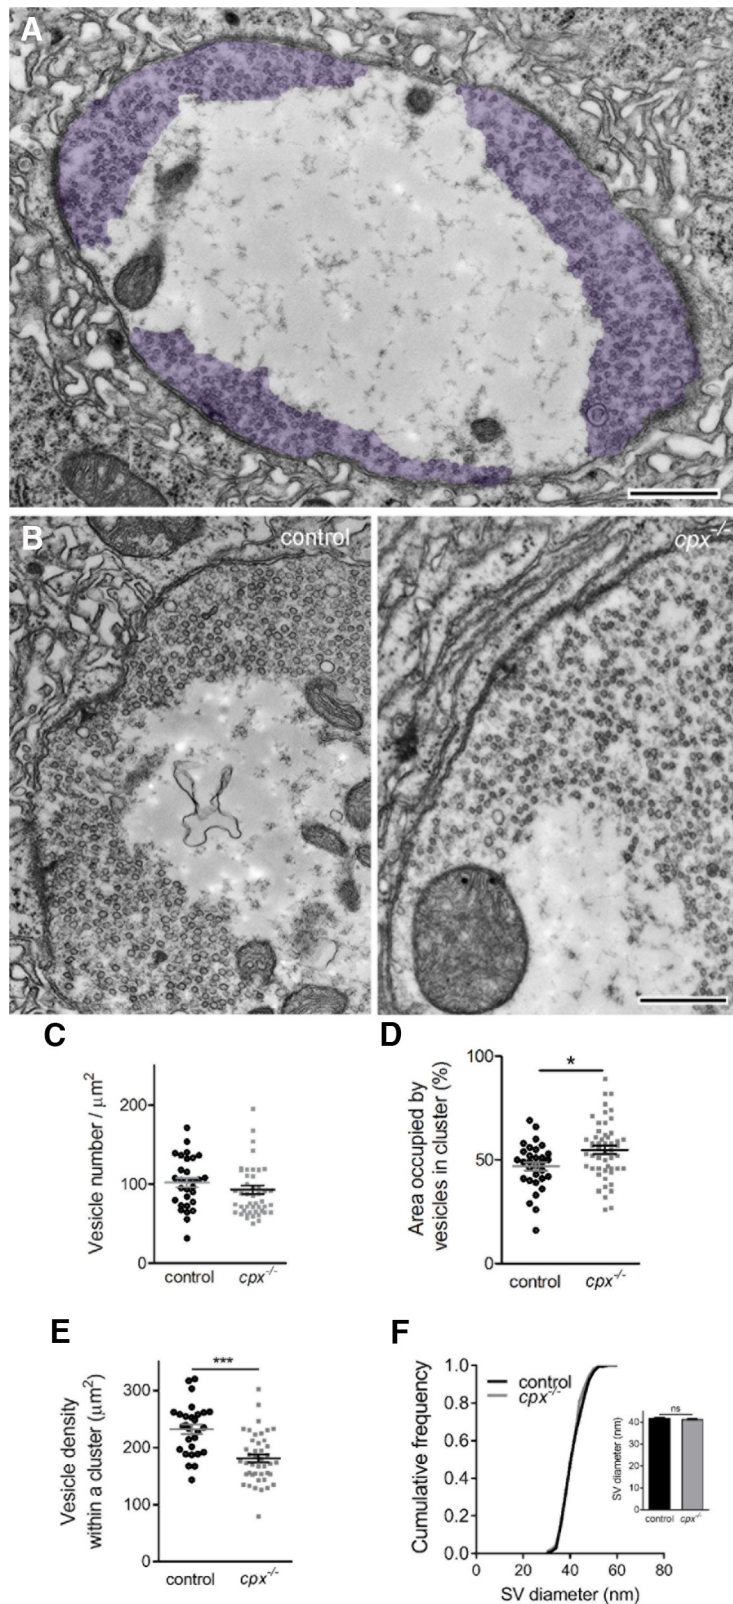 A
B
control
cpx-/-
C
Vesicle number / μm2
200
100
0
control
cpx-/-
D
Area occupied by
vesicles in cluster (%)
100
50
0
*
control
cpx-/-
E
Vesicle density
within a cluster (μm2)
300
200
100
0
***
control
cpx-/-
F
Cumulative frequency
1.0
0.8
0.6
0.4
0.2
0.0
control
cpx-/-
0
20
40
60
80
SV diameter (nm)
SV diameter (nm)
40
30
20
10
0
ns
control
cpx-/-